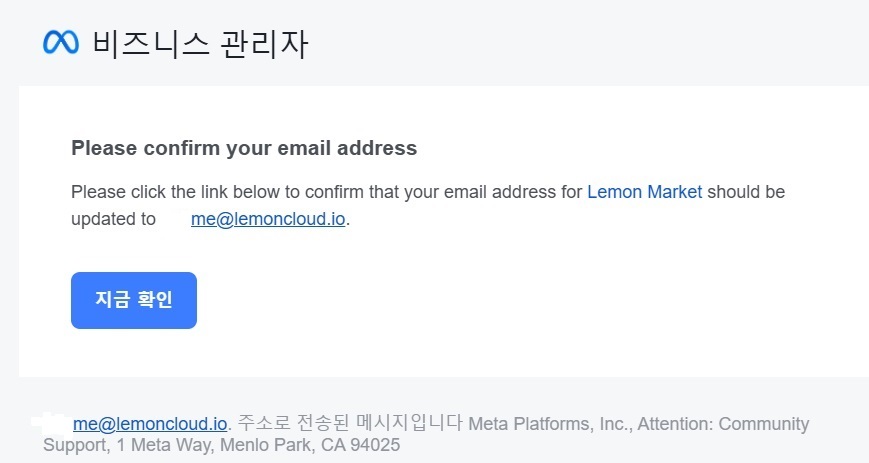 비즈니스 관리자
Please confirm your email address
Please click the link below to confirm that your email address for Lemon Market should be
updated to me@lemoncloud.io.
지금 확인
me@lemoncloud.io. 주소로 전송된 메시지입니다 Meta Platforms, Inc., Attention: Community
Support, 1 Meta Way, Menlo Park, CA 94025